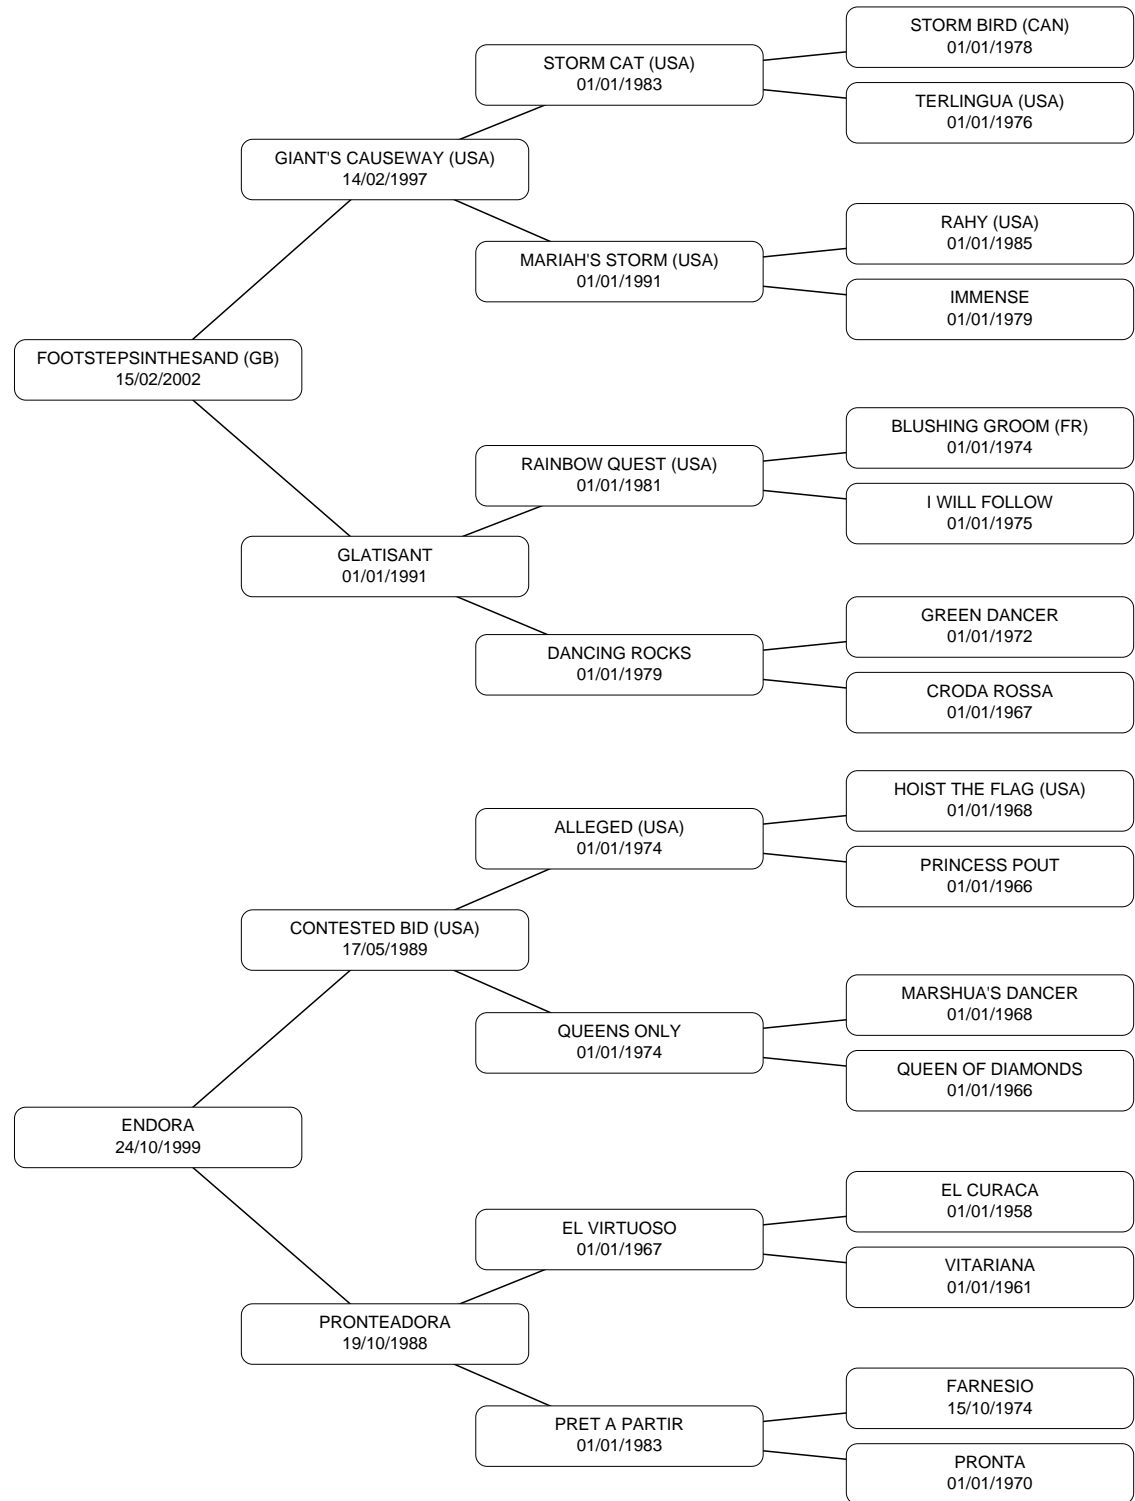 STORM BIRD (CAN)
01/01/1978
STORM CAT (USA)
01/01/1983
TERLINGUA (USA)
01/01/1976
GIANT'S CAUSEWAY (USA)
14/02/1997
RAHY (USA)
01/01/1985
MARIAH'S STORM (USA)
01/01/1991
IMMENSE
01/01/1979
FOOTSTEPSINTHESAND (GB)
15/02/2002
BLUSHING GROOM (FR)
01/01/1974
RAINBOW QUEST (USA)
01/01/1981
I WILL FOLLOW
01/01/1975
GLATISANT
01/01/1991
GREEN DANCER
01/01/1972
DANCING ROCKS
01/01/1979
CRODA ROSSA
01/01/1967
HOIST THE FLAG (USA)
01/01/1968
ALLEGED (USA)
01/01/1974
PRINCESS POUT
01/01/1966
CONTESTED BID (USA)
17/05/1989
MARSHUA'S DANCER
01/01/1968
QUEENS ONLY
01/01/1974
QUEEN OF DIAMONDS
01/01/1966
ENDORA
24/10/1999
EL CURACA
01/01/1958
EL VIRTUOSO
01/01/1967
VITARIANA
01/01/1961
PRONTEADORA
19/10/1988
FARNESIO
15/10/1974
PRET A PARTIR
01/01/1983
PRONTA
01/01/1970